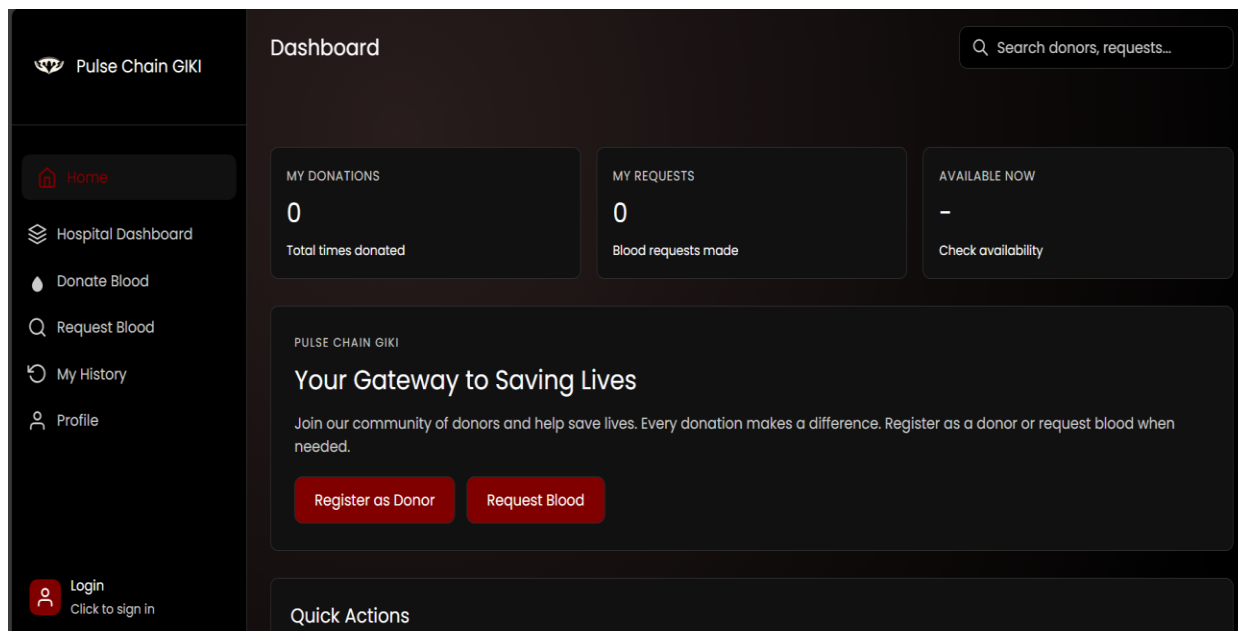 Pulse Chain GIKI
Home
Hospital Dashboard
Donate Blood
Request Blood
My History
Profile
Login
Click to sign in
Dashboard
Search donors, requests...
MY DONATIONS
0
Total times donated
MY REQUESTS
0
Blood requests made
AVAILABLE NOW
-
Check availability
PULSE CHAIN GIKI
Your Gateway to Saving Lives
Join our community of donors and help save lives. Every donation makes a difference. Register as a donor or request blood when
needed.
Register as Donor
Request Blood
Quick Actions